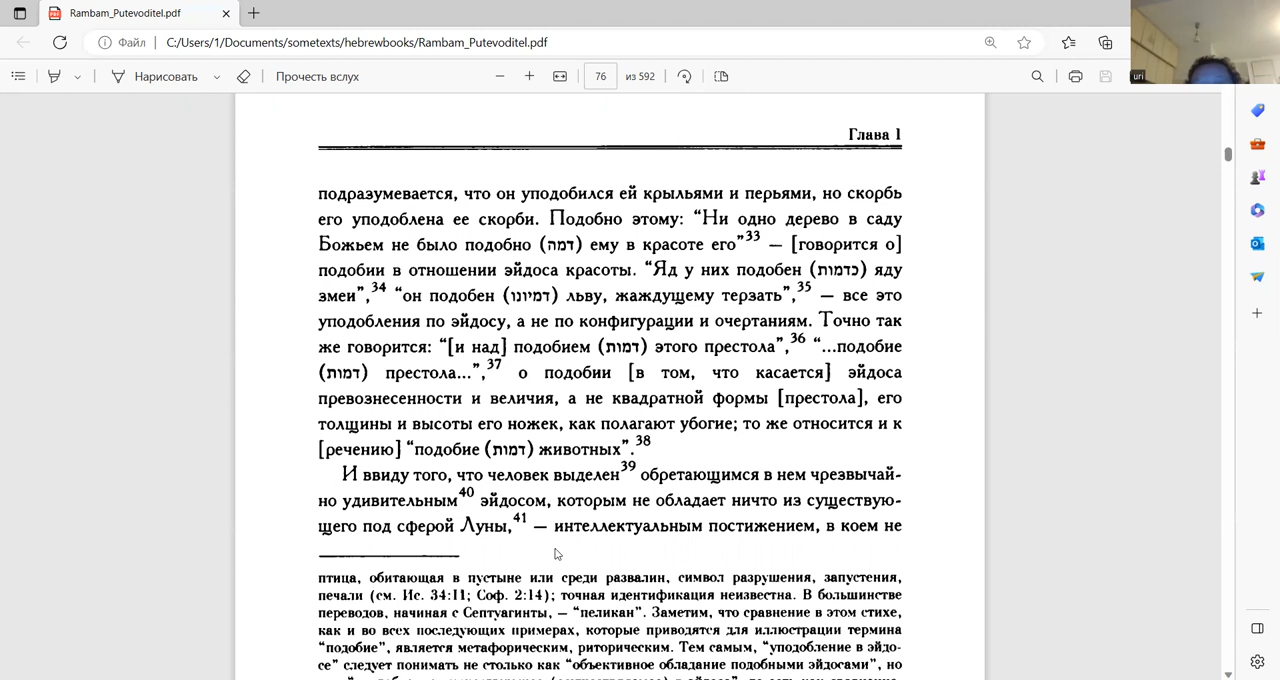 Rambam_Putevoditel.pdf
Файл C:/Users/1/Documents/sometexts/hebrewbooks/Rambam_Putevoditel.pdf
uri
Нарисовать Прочесть вслух 76 из 592
Глава 1
подразумевается, что он уподобился ей крыльями и перьями, но скорбь
его уподоблена ее скорби. Подобно этому: “Ни одно дерево в саду
Божьем не было подобно (דמה) ему в красоте его”33 — [говорится о]
подобии в отношении эйдоса красоты. “Яд у них подобен (כדמות) яду
змеи”,34 “он подобен (דמיונו) льву, жаждущему терзать”,35 — все это
уподобления по эйдосу, а не по конфигурации и очертаниям. Точно так
же говорится: “[и над] подобием (דמות) этого престола”,36 “...подобие
(דמות) престола...”,37 о подобии [в том, что касается] эйдоса
превознесенности и величия, а не квадратной формы [престола], его
толщины и высоты его ножек, как полагают убогие; то же относится и к
[речению] “подобие (דמות) животных”.38
И ввиду того, что человек выделен39 обретающимся в нем чрезвычай-
но удивительным40 эйдосом, которым не обладает ничто из существую-
щего под сферой Луны,41 — интеллектуальным постижением, в коем не
птица, обитающая в пустыне или среди развалин, символ разрушения, запустения,
печали (см. Ис. 34:11; Соф. 2:14); точная идентификация неизвестна. В большинстве
переводов, начиная с Септуагинты, — “пеликан”. Заметим, что сравнение в этом стихе,
как и во всех последующих примерах, которые приводятся для иллюстрации термина
“подобие”, является метафорическим, риторическим. Тем самым, “уподобление в эйдо-
се” следует понимать не столько как “объективное обладание подобными эйдосами”, но